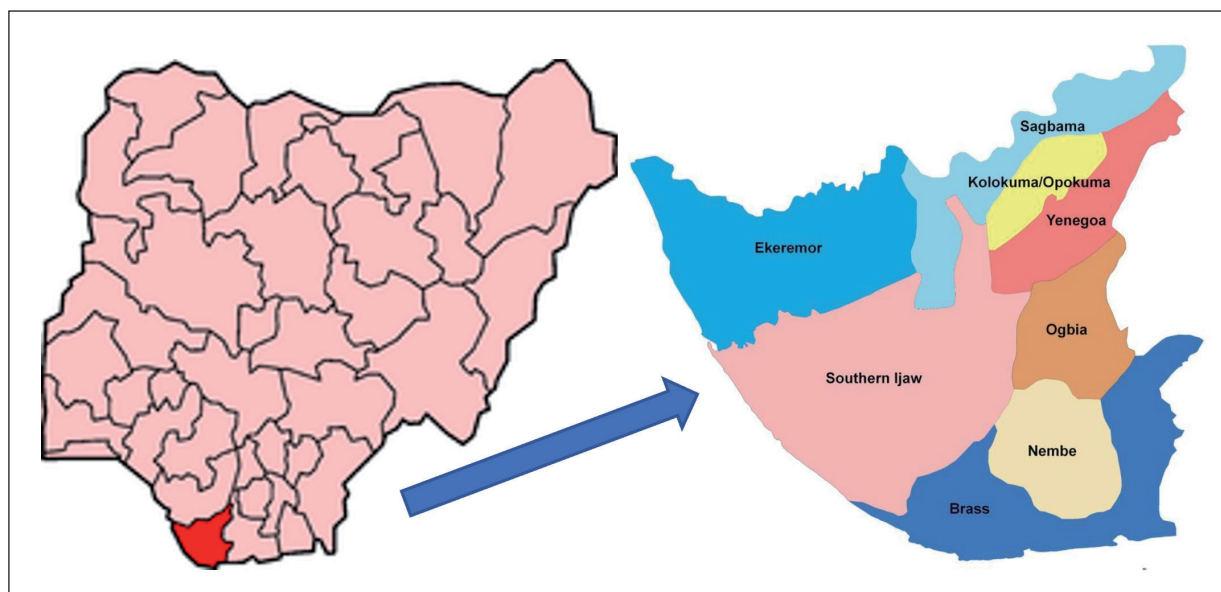 Sagbama
Kolokuma/Opokuma
Yenegoa
Ekeremor
Ogbia
Southern Ijaw
Nembe
Brass